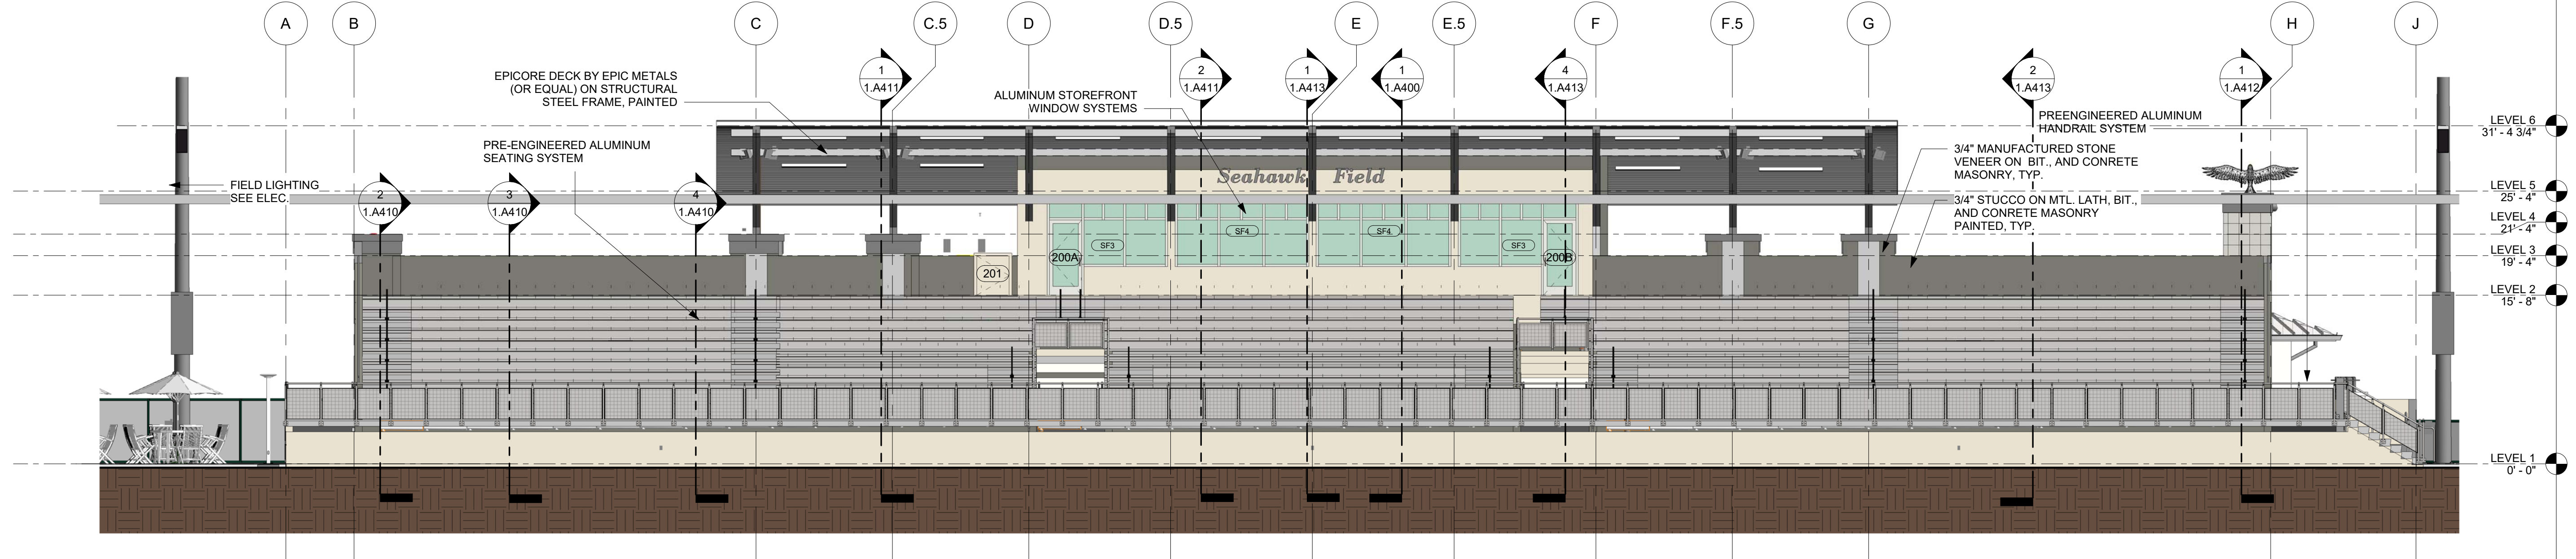 A
B
C
C.5
D
D.5
E
E.5
F
F.5
G
H
J
EPICORE DECK BY EPIC METALS
(OR EQUAL) ON STRUCTURAL
STEEL FRAME, PAINTED
1
1.A411
ALUMINUM STOREFRONT
WINDOW SYSTEMS
2
1.A411
1
1.A413
1
1.A400
4
1.A413
2
1.A413
1
1.A412
PREENGINEERED ALUMINUM
HANDRAIL SYSTEM
LEVEL 6
31' - 4 3/4"
PRE-ENGINEERED ALUMINUM
SEATING SYSTEM
3/4" MANUFACTURED STONE
VENEER ON BIT., AND CONRETE
MASONRY, TYP.
FIELD LIGHTING
SEE ELEC.
2
1.A410
3
1.A410
4
1.A410
Seahawk Field
3/4" STUCCO ON MTL. LATH, BIT.,
AND CONRETE MASONRY
PAINTED, TYP.
LEVEL 5
25' - 4"
LEVEL 4
21' - 4"
SF3
SF4
SF4
SF3
200A
200B
201
LEVEL 3
19' - 4"
LEVEL 2
15' - 8"
LEVEL 1
0' - 0"